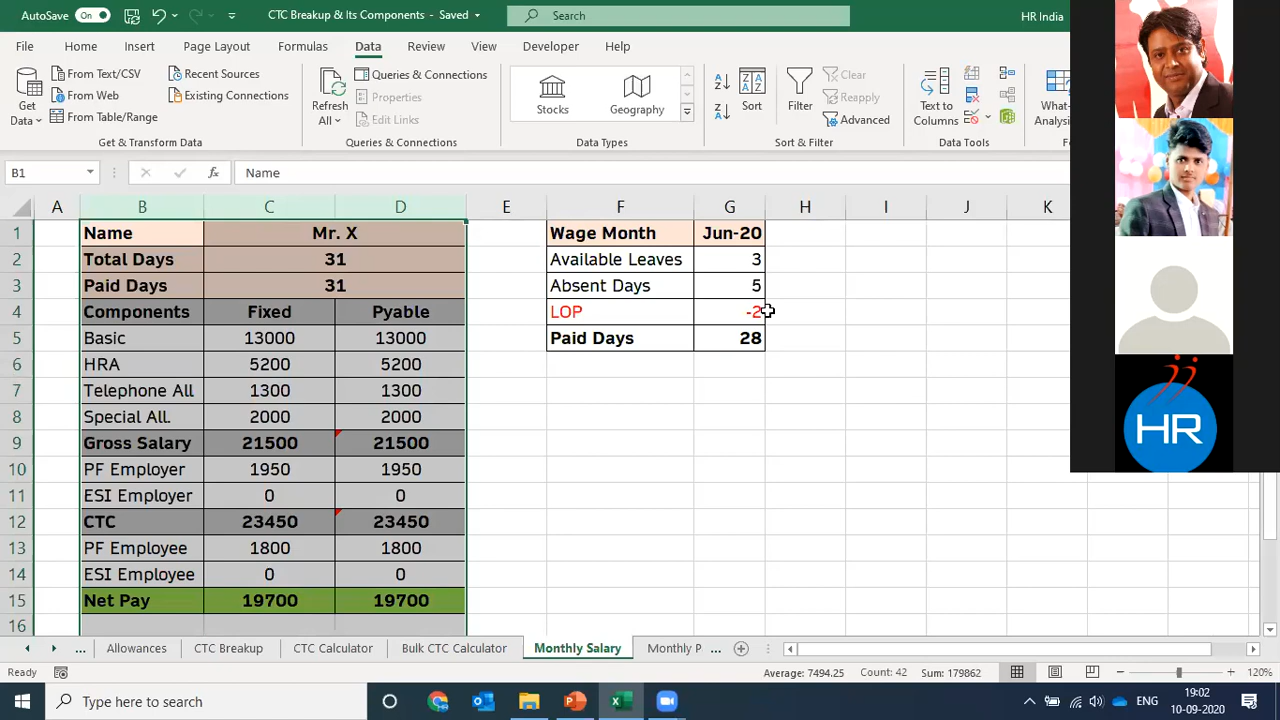 AutoSave On CTC Breakup & Its Components - Saved Search HR India
File Home Insert Page Layout Formulas Data Review View Developer Help
Get Data
From Text/CSV
From Web
From Table/Range
Recent Sources
Existing Connections
Get & Transform Data
Refresh All
Queries & Connections
Properties
Edit Links
Queries & Connections
Stocks Geography
Data Types
Sort Filter
Clear
Reapply
Advanced
Sort & Filter
Text to Columns
Data Tools
What- Analysis
B1 fx Name
A B C D E F G H I J K
1 Name Mr. X Wage Month Jun-20
2 Total Days 31 Available Leaves 3
3 Paid Days 31 Absent Days 5
4 Components Fixed Pyable LOP -2
5 Basic 13000 13000 Paid Days 28
6 HRA 5200 5200
7 Telephone All 1300 1300
8 Special All. 2000 2000
9 Gross Salary 21500 21500
10 PF Employer 1950 1950
11 ESI Employer 0 0
12 CTC 23450 23450
13 PF Employee 1800 1800
14 ESI Employee 0 0
15 Net Pay 19700 19700
16
... Allowances CTC Breakup CTC Calculator Bulk CTC Calculator Monthly Salary Monthly P ...
Ready Average: 7494.25 Count: 42 Sum: 179862 120%
Type here to search ENG 19:02
10-09-2020
jj
HR